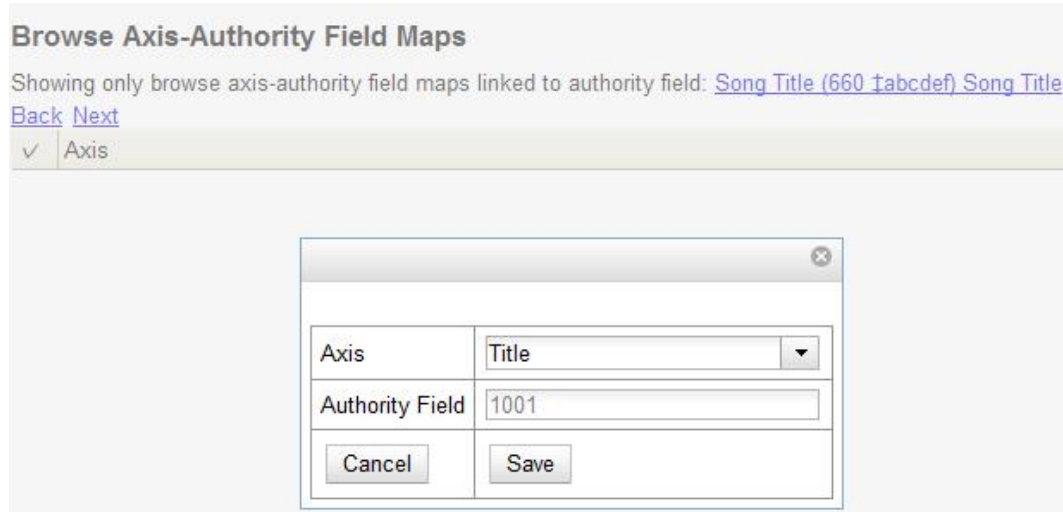 Browse Axis-Authority Field Maps
Showing only browse axis-authority field maps linked to authority field: Song Title (660 ‡abcdef) Song Title
Back Next
✓ Axis
Axis Title
Authority Field 1001
Cancel Save